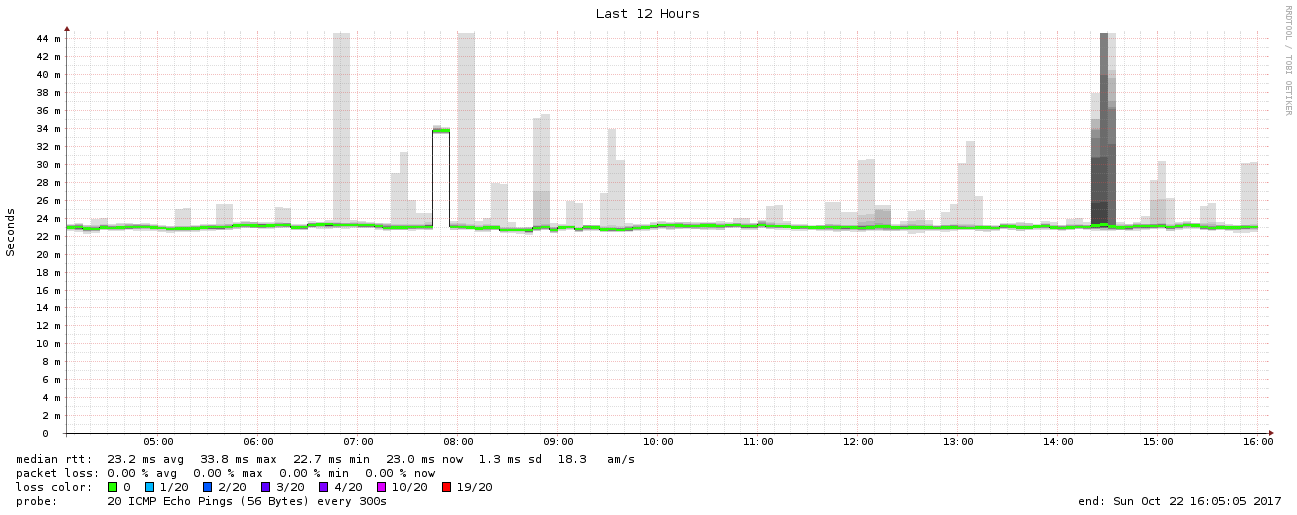 Last 12 Hours
RRDTOOL / TOBI OETIKER
Seconds
44 m
42 m
40 m
38 m
36 m
34 m
32 m
30 m
28 m
26 m
24 m
22 m
20 m
18 m
16 m
14 m
12 m
10 m
8 m
6 m
4 m
2 m
0
05:00 06:00 07:00 08:00 09:00 10:00 11:00 12:00 13:00 14:00 15:00 16:00
median rtt: 23.2 ms avg 33.8 ms max 22.7 ms min 23.0 ms now 1.3 ms sd 18.3 am/s
packet loss: 0.00 % avg 0.00 % max 0.00 % min 0.00 % now
loss color: 0 1/20 2/20 3/20 4/20 10/20 19/20
probe: 20 ICMP Echo Pings (56 Bytes) every 300s end: Sun Oct 22 16:05:05 2017